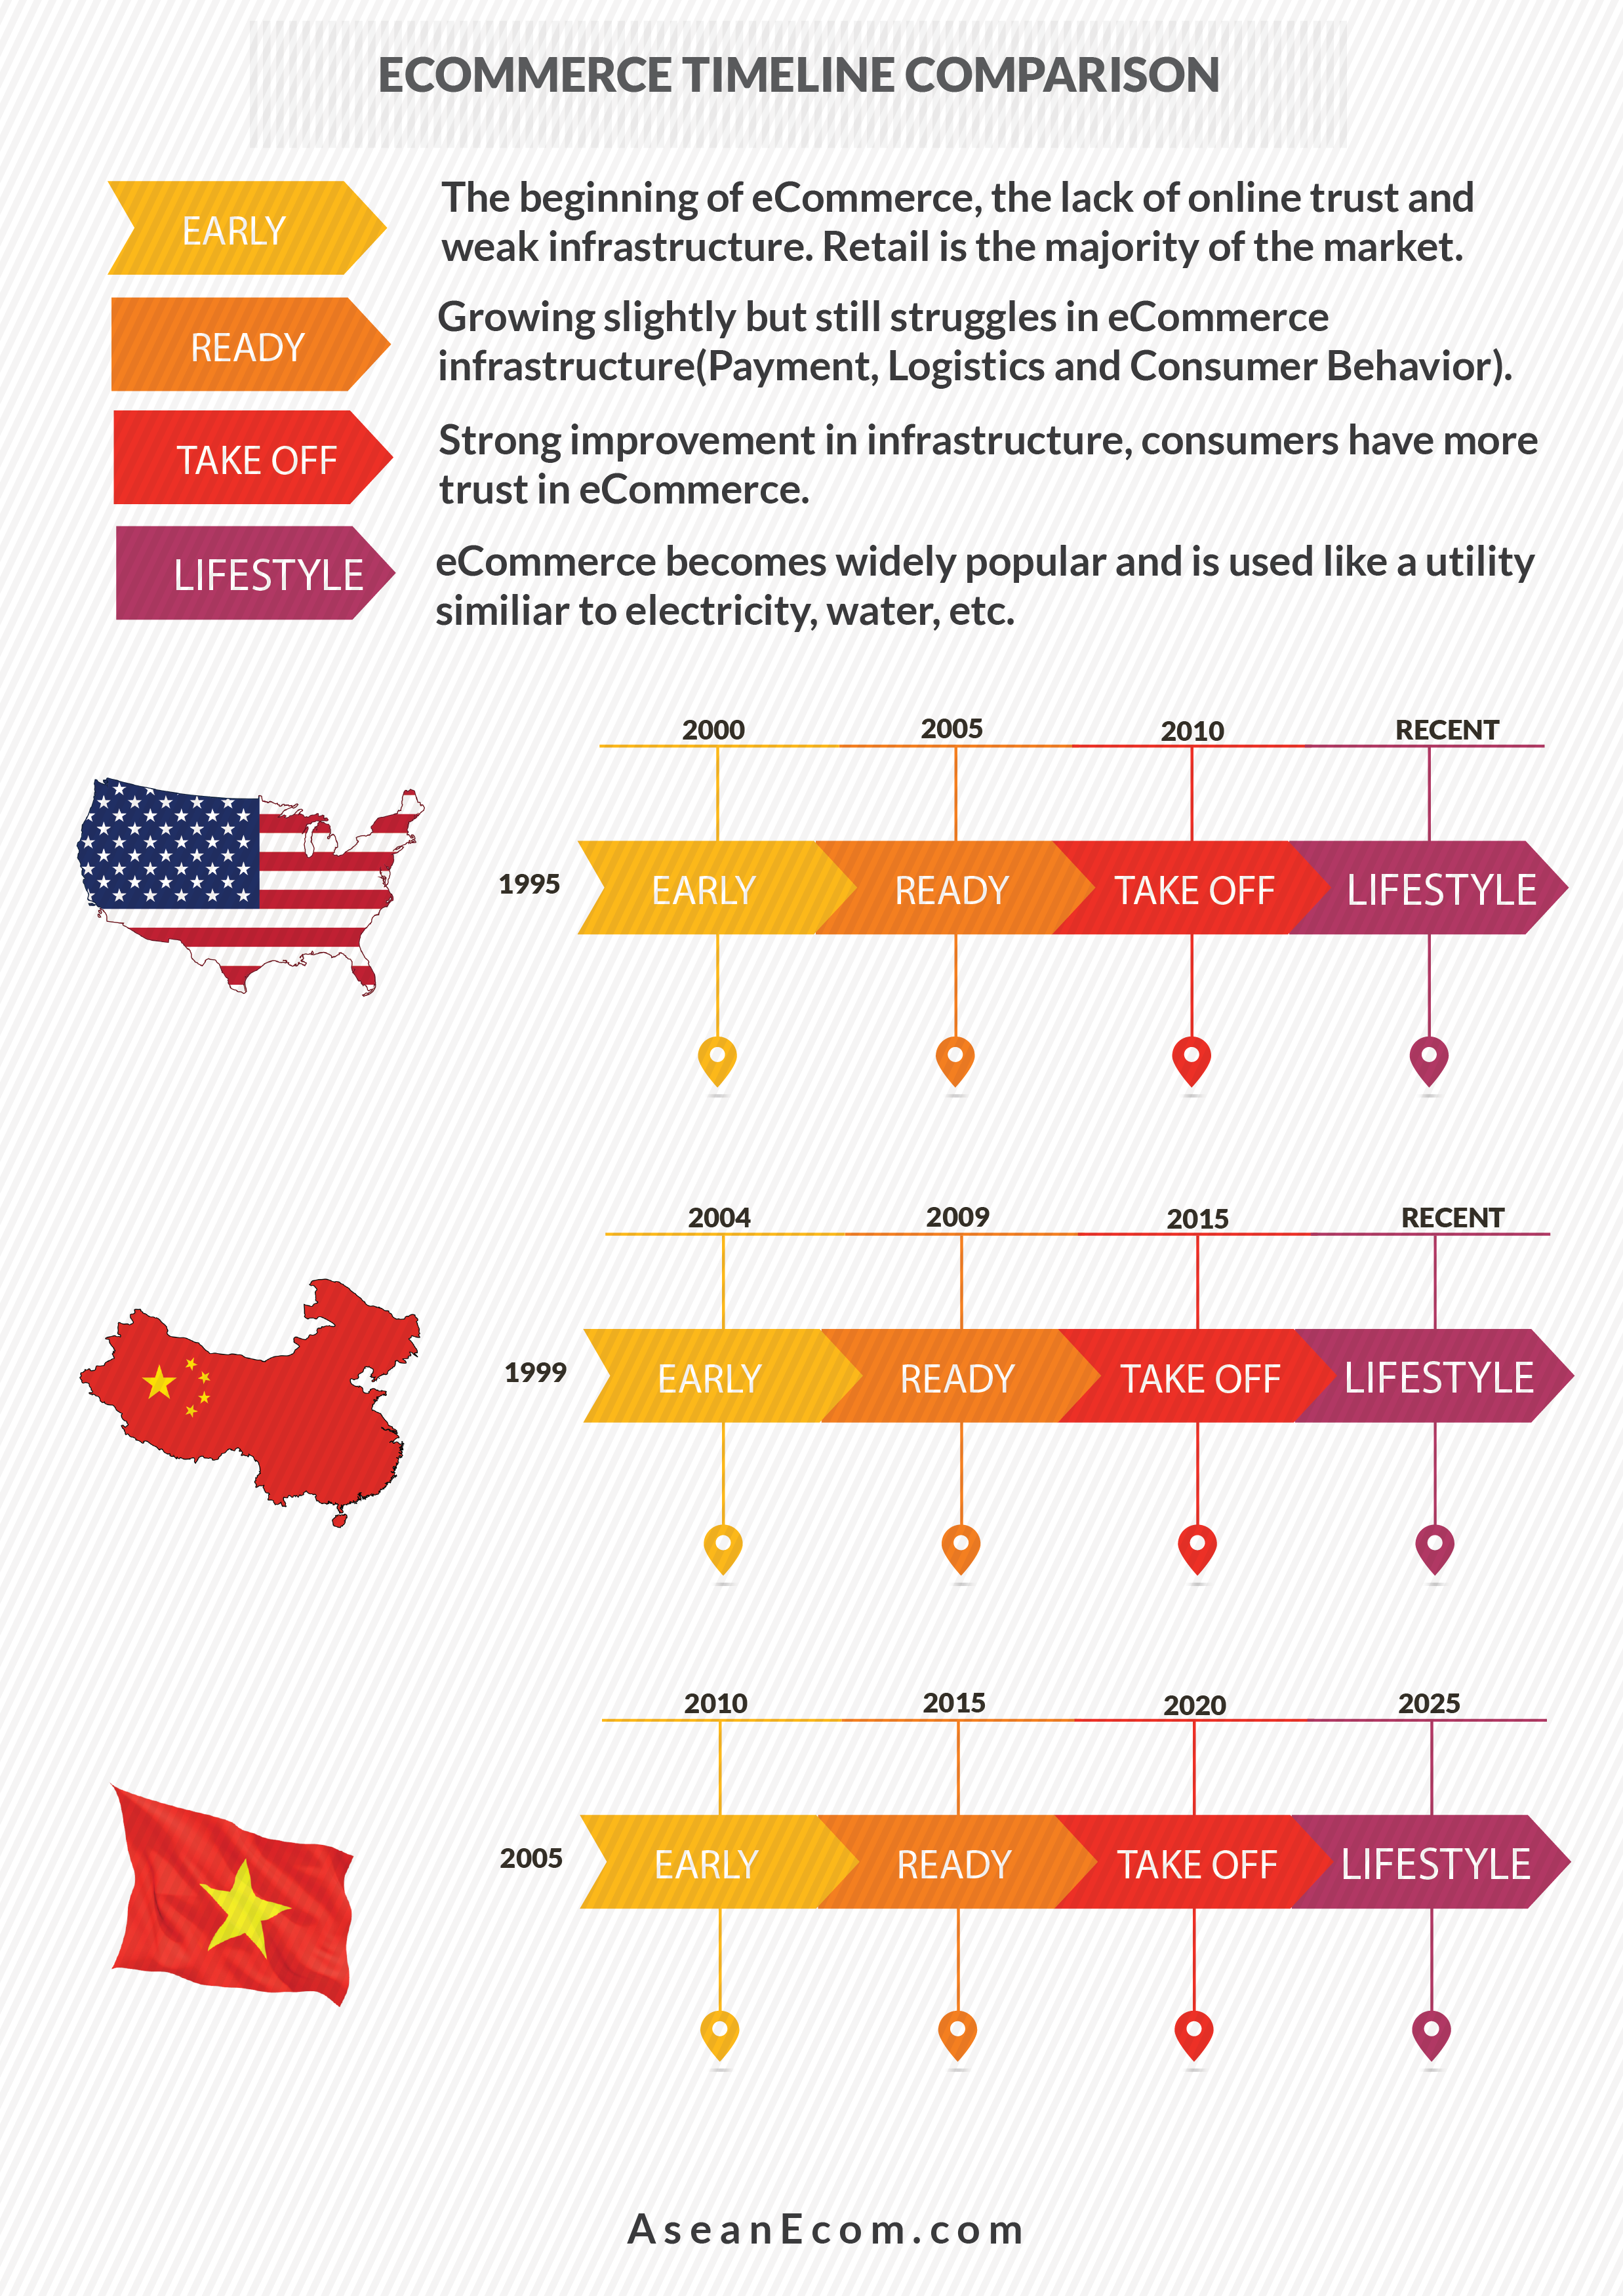 ECOMMERCE TIMELINE COMPARISON
EARLY
The beginning of eCommerce, the lack of online trust and
weak infrastructure. Retail is the majority of the market.
READY
Growing slightly but still struggles in eCommerce
infrastructure(Payment, Logistics and Consumer Behavior).
TAKE OFF
Strong improvement in infrastructure, consumers have more
trust in eCommerce.
LIFESTYLE
eCommerce becomes widely popular and is used like a utility
similiar to electricity, water, etc.
2000 2005 2010 RECENT
1995 EARLY READY TAKE OFF LIFESTYLE
2004 2009 2015 RECENT
1999 EARLY READY TAKE OFF LIFESTYLE
2010 2015 2020 2025
2005 EARLY READY TAKE OFF LIFESTYLE
AseanEcom.com